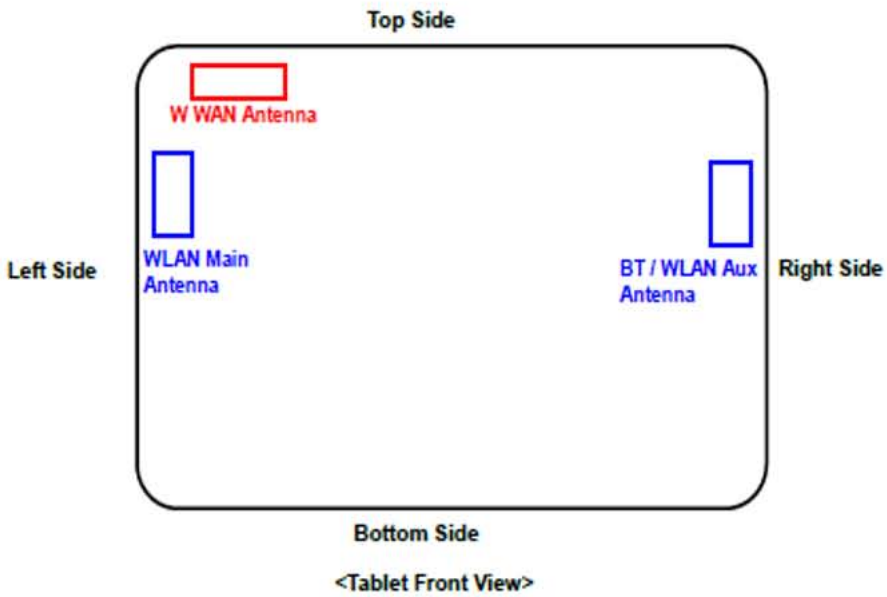 Top Side
W WAN Antenna
WLAN Main
Antenna
Left Side
BT / WLAN Aux
Antenna
Right Side
Bottom Side
<Tablet Front View>